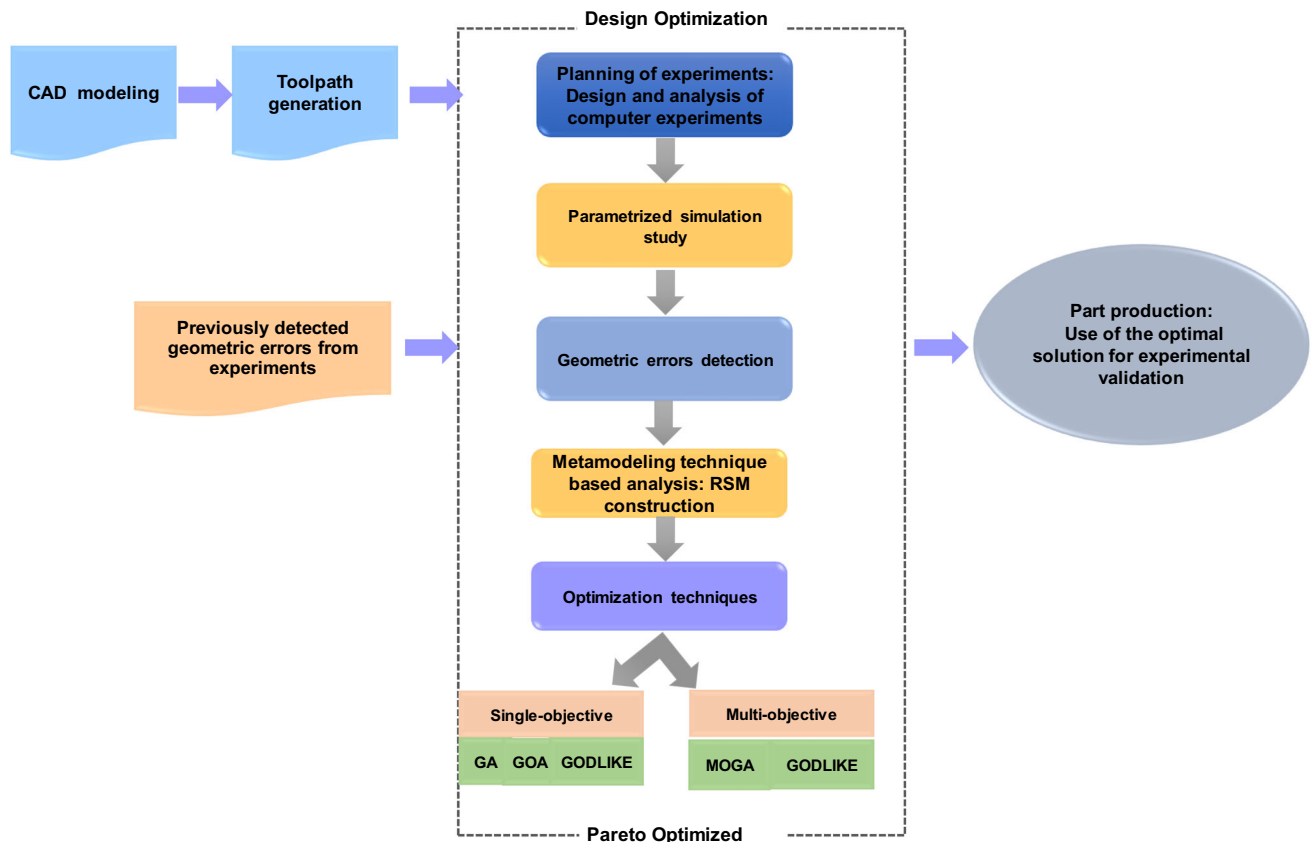 Design Optimization
CAD modeling
Toolpath
generation
Planning of experiments:
Design and analysis of
computer experiments
Parametrized simulation
study
Previously detected
geometric errors from
experiments
Geometric errors detection
Part production:
Use of the optimal
solution for experimental
validation
Metamodeling technique
based analysis: RSM
construction
Optimization techniques
Single-objective
GA GOA GODLIKE
Multi-objective
MOGA GODLIKE
Pareto Optimized